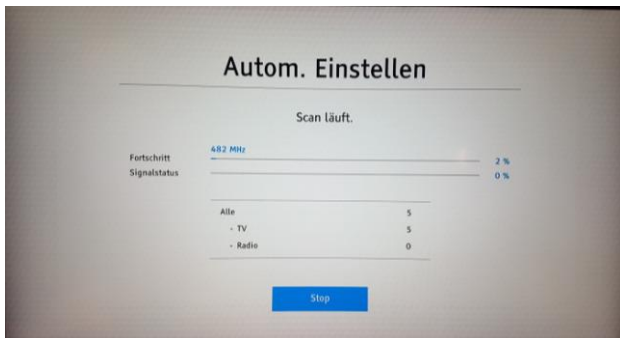 Autom. Einstellen
Scan läuft.
482 MHz
Fortschritt 2 %
Signalstatus 0 %
Alle 5
- TV 5
- Radio 0
Stop